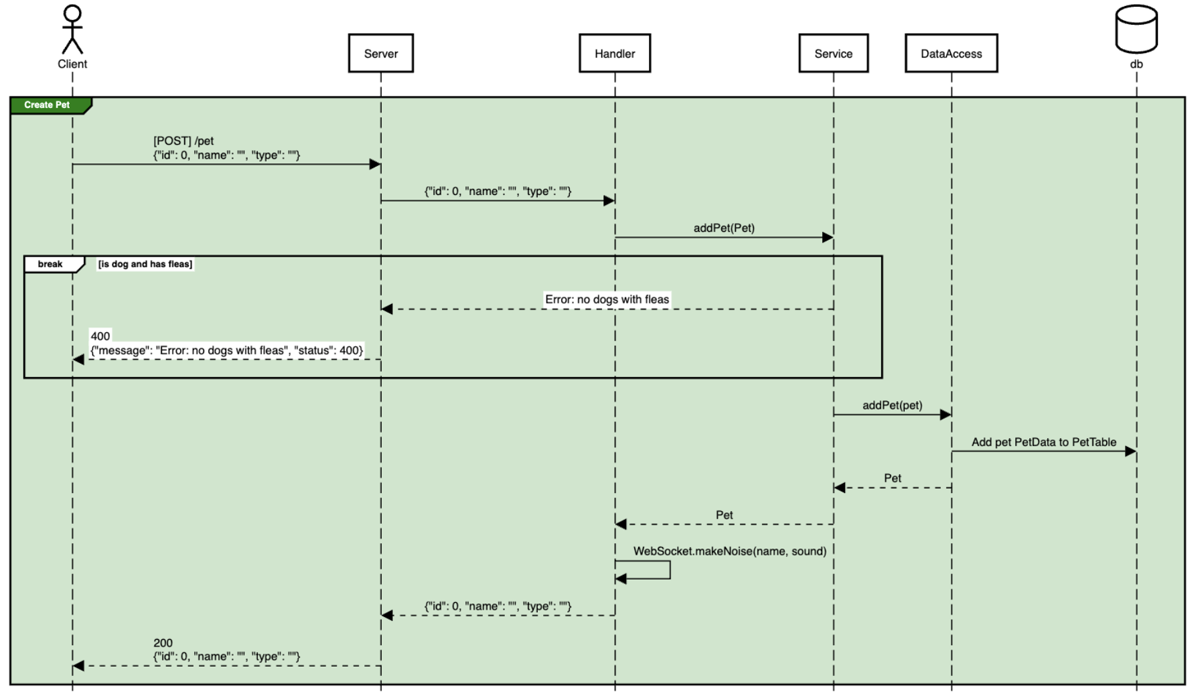 Client
Server
Handler
Service
DataAccess
db
Create Pet
[POST] /pet
{"id": 0, "name": "", "type": ""}
{"id": 0, "name": "", "type": ""}
addPet(Pet)
break
[is dog and has fleas]
Error: no dogs with fleas
400
{"message": "Error: no dogs with fleas", "status": 400}
addPet(pet)
Add pet PetData to PetTable
Pet
Pet
WebSocket.makeNoise(name, sound)
{"id": 0, "name": "", "type": ""}
200
{"id": 0, "name": "", "type": ""}